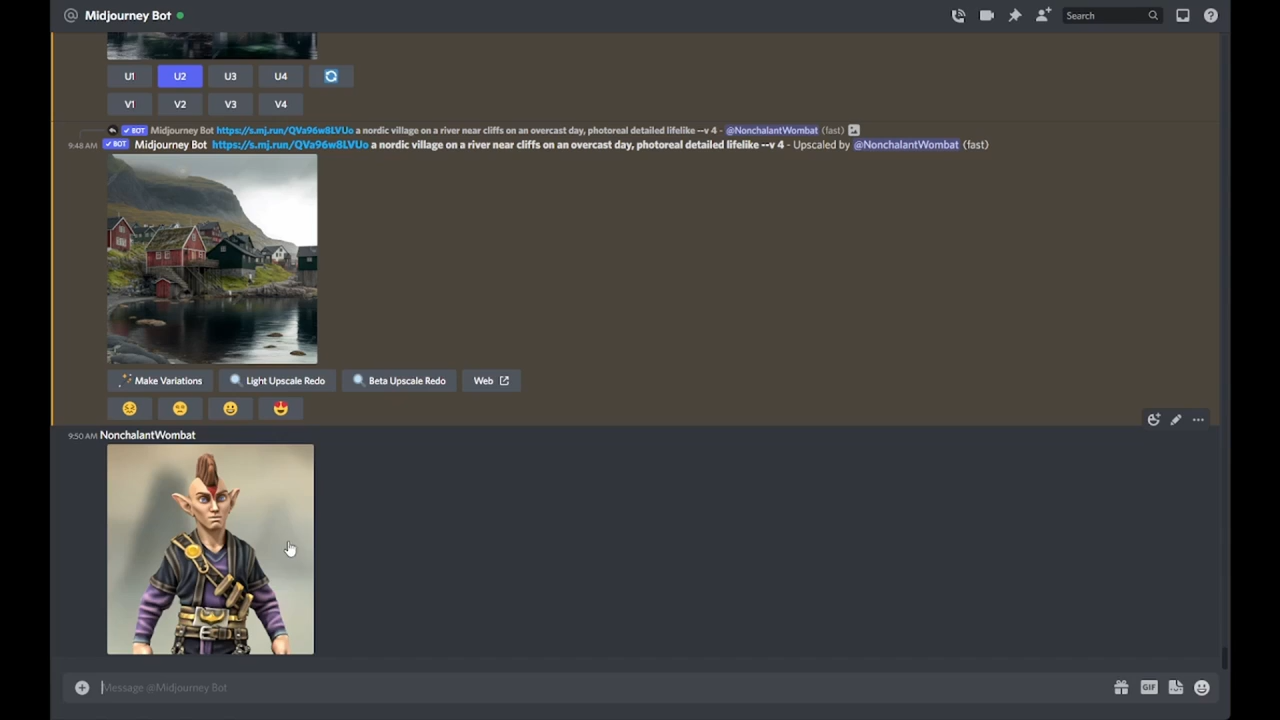 Midjourney Bot
Search
U1 U2 U3 U4
V1 V2 V3 V4
BOT Midjourney Bot https://s.mj.run/QVa96w8LVUo a nordic village on a river near cliffs on an overcast day, photoreal detailed lifelike --v 4 - @NonchalantWombat (fast)
9:48 AM BOT Midjourney Bot https://s.mj.run/QVa96w8LVUo a nordic village on a river near cliffs on an overcast day, photoreal detailed lifelike --v 4 - Upscaled by @NonchalantWombat (fast)
Make Variations Light Upscale Redo Beta Upscale Redo Web
9:50 AM NonchalantWombat
Message @Midjourney Bot
GIF